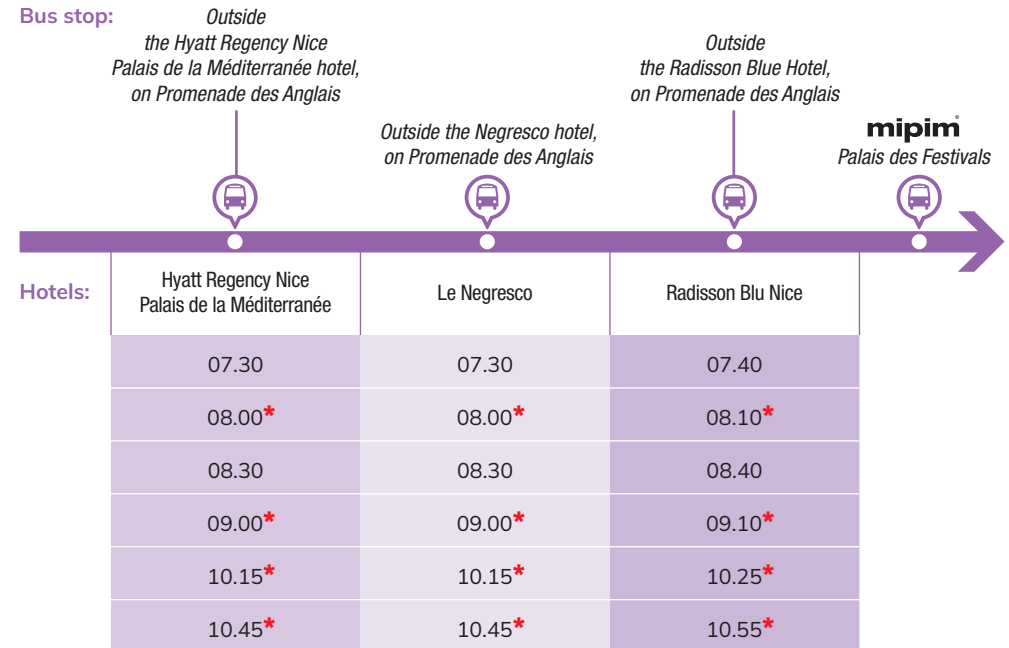 Bus stop:
Outside
the Hyatt Regency Nice
Palais de la Méditerranée hotel,
on Promenade des Anglais
Outside the Negresco hotel,
on Promenade des Anglais
Outside
the Radisson Blue Hotel,
on Promenade des Anglais
mipim®
Palais des Festivals
Hotels:
Hyatt Regency Nice
Palais de la Méditerranée
Le Negresco
Radisson Blu Nice
07.30 07.30 07.40
08.00* 08.00* 08.10*
08.30 08.30 08.40
09.00* 09.00* 09.10*
10.15* 10.15* 10.25*
10.45* 10.45* 10.55*